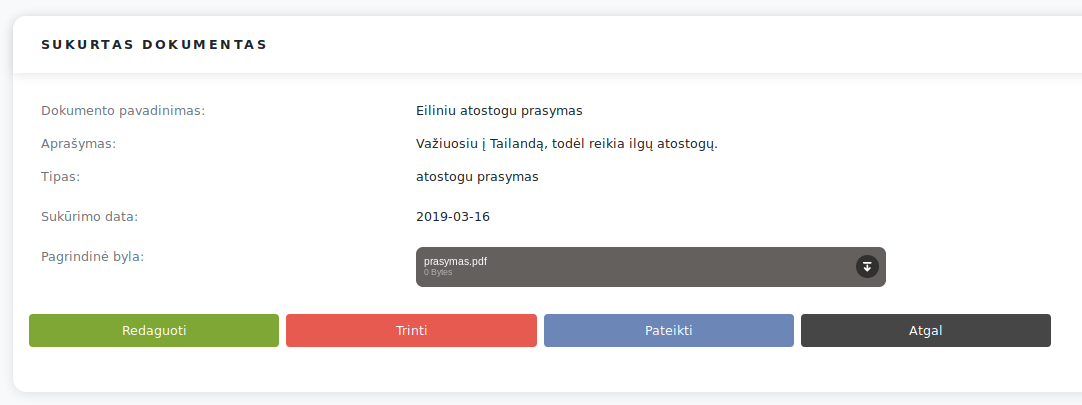 SUKURTAS DOKUMENTAS
Dokumento pavadinimas: Eiliniu atostogu prasymas
Aprašymas: Važiuosiu į Tailandą, todėl reikia ilgų atostogų.
Tipas: atostogu prasymas
Sukūrimo data: 2019-03-16
Pagrindinė byla: prasymas.pdf
0 Bytes
Redaguoti Trinti Pateikti Atgal